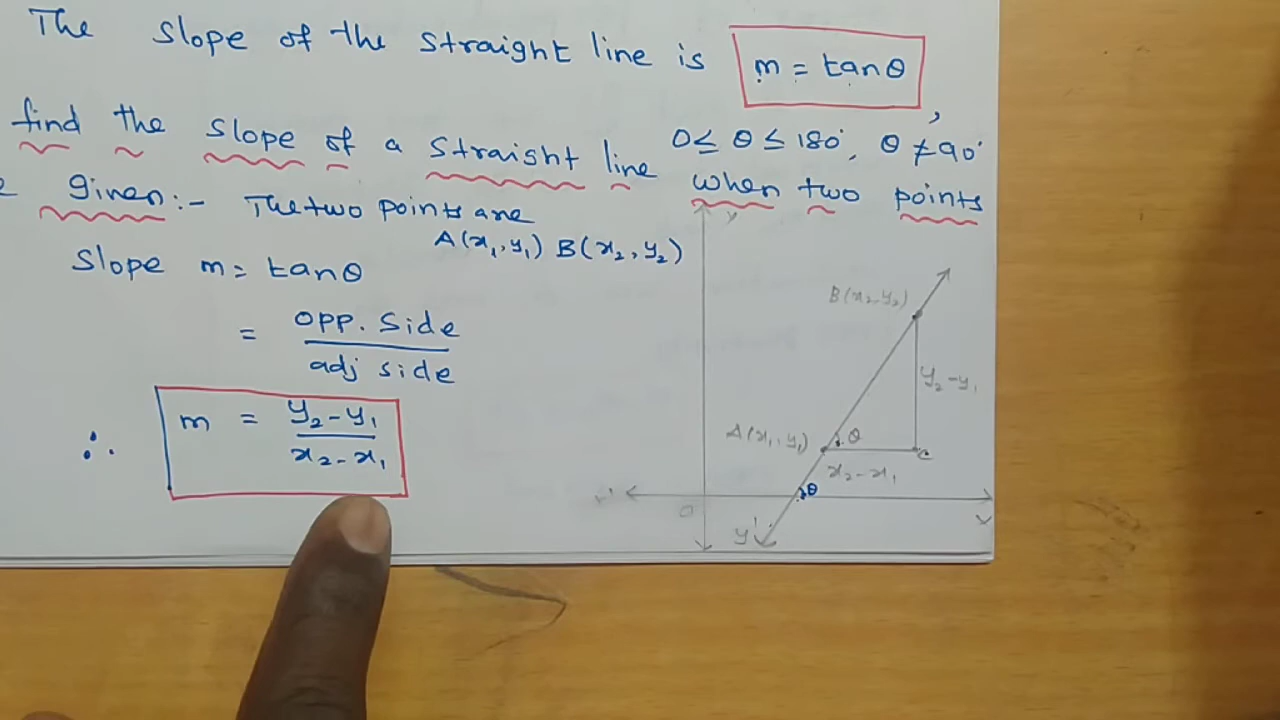 The slope of the straight line is m = tanθ ,
0 ≤ θ ≤ 180°, θ ≠ 90°
find the slope of a straight line when two points
given:- The two points are
A(x₁, y₁) B(x₂, y₂)
Slope m = tanθ
= opp. side
adj side
∴ m = y₂ - y₁
x₂ - x₁
y
B(x₂, y₂)
y₂ - y₁
A(x₁, y₁) θ C
x₂ - x₁
x' θ
O x
y'